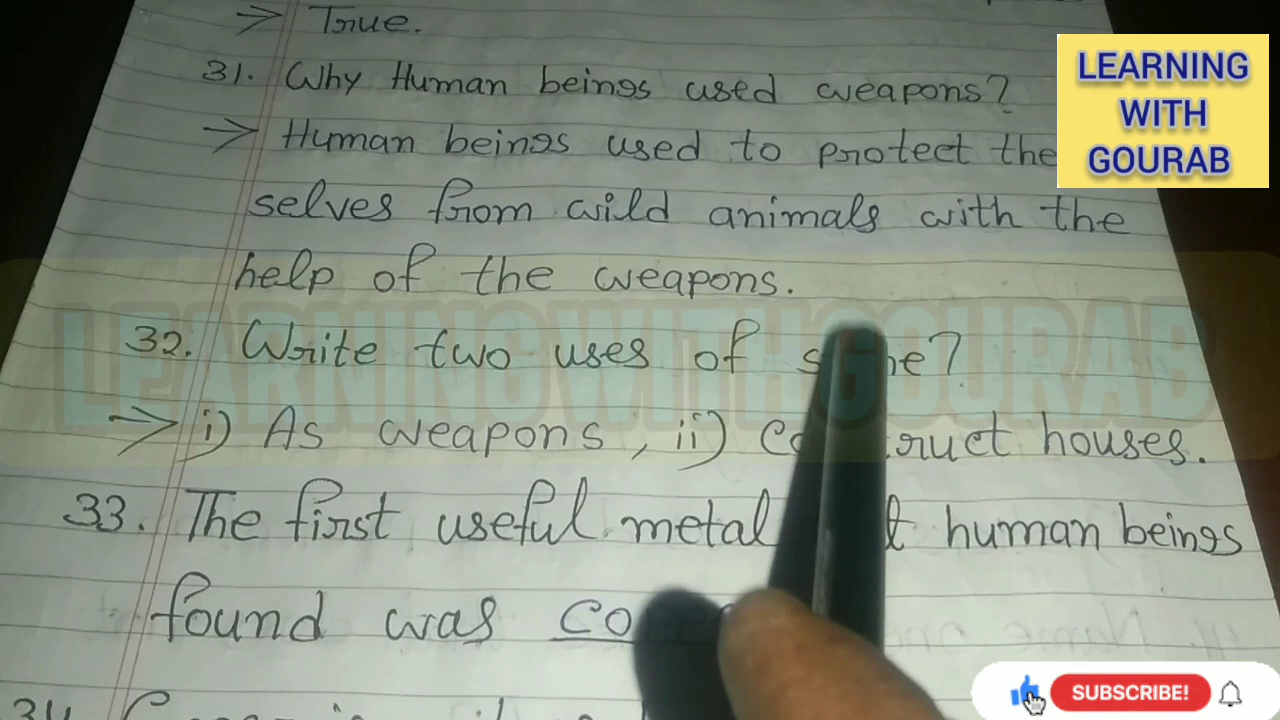 ⇒ True.
31. Why Human beings used weapons?
⇒ Human beings used to protect the
selves from wild animals with the
help of the weapons.
32. Write two uses of
⇒ i) As weapons, ii) houses.
33. The first useful metal human beings
found was
34.
LEARNING
WITH
GOURAB
LEARNINGWITHGOURAB
SUBSCRIBE!